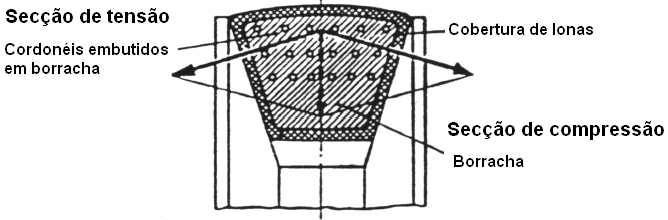 Secção de tensão
Cordonéis embutidos
em borracha
Cobertura de lonas
Secção de compressão
Borracha